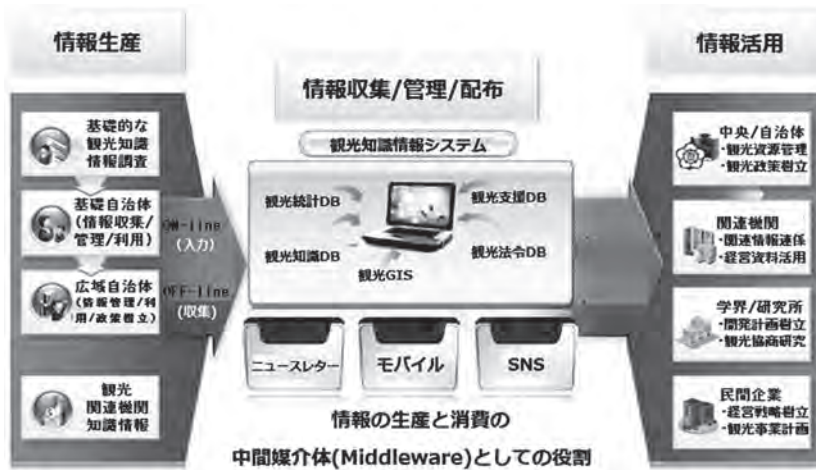 情報生産
基礎的な
観光知識
情報調査
基礎自治体
(情報収集/
管理/利用)
広域自治体
(情報管理/利
用/政策樹立)
観光
関連機関
知識情報
ON-line
(入力)
OFF-line
(収集)
情報収集/管理/配布
観光知識情報システム
観光統計DB
観光支援DB
観光知識DB
観光法令DB
観光GIS
ニュースレター
モバイル
SNS
情報の生産と消費の
中間媒介体(Middleware)としての役割
情報活用
中央/自治体
・観光資源管理
・観光政策樹立
関連機関
・関連情報連係
・経営資料活用
学界/研究所
・開発計画樹立
・観光協商研究
民間企業
・経営戦略樹立
・観光事業計画